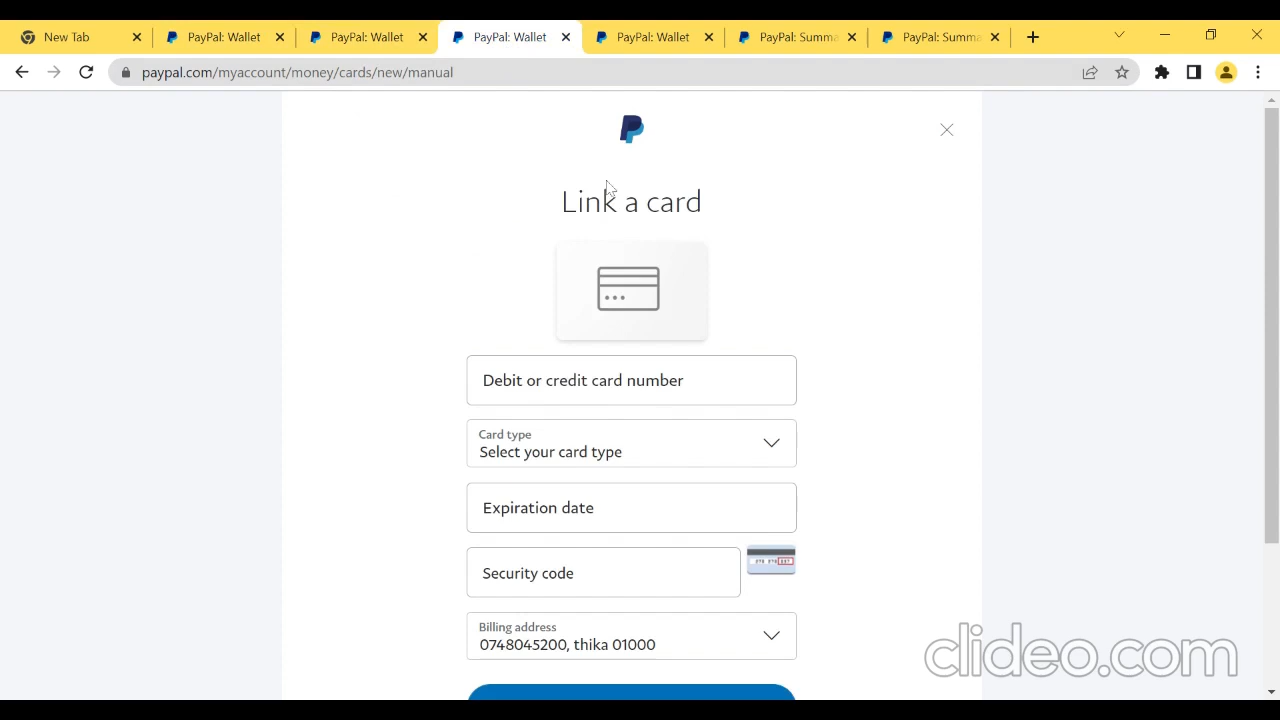 New Tab
PayPal: Wallet
PayPal: Wallet
PayPal: Wallet
PayPal: Wallet
PayPal: Summa
PayPal: Summa
paypal.com/myaccount/money/cards/new/manual
Link a card
Debit or credit card number
Card type
Select your card type
Expiration date
Security code
Billing address
0748045200, thika 01000
clideo.com